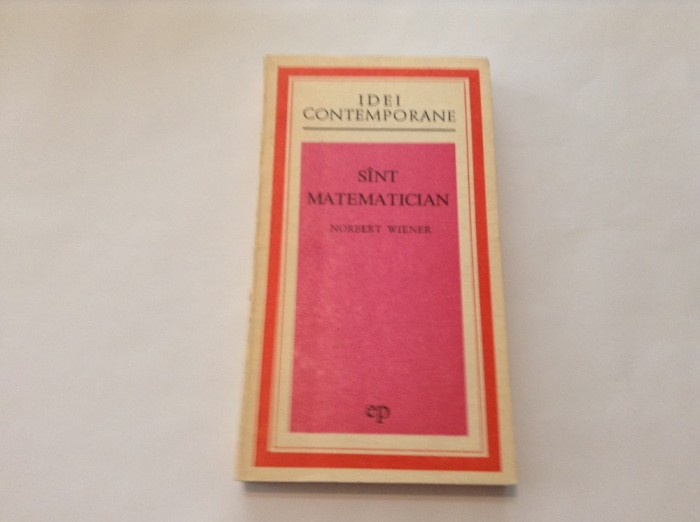 IDEI
CONTEMPORANE
SÎNT
MATEMATICIAN
NORBERT WIENER
ep